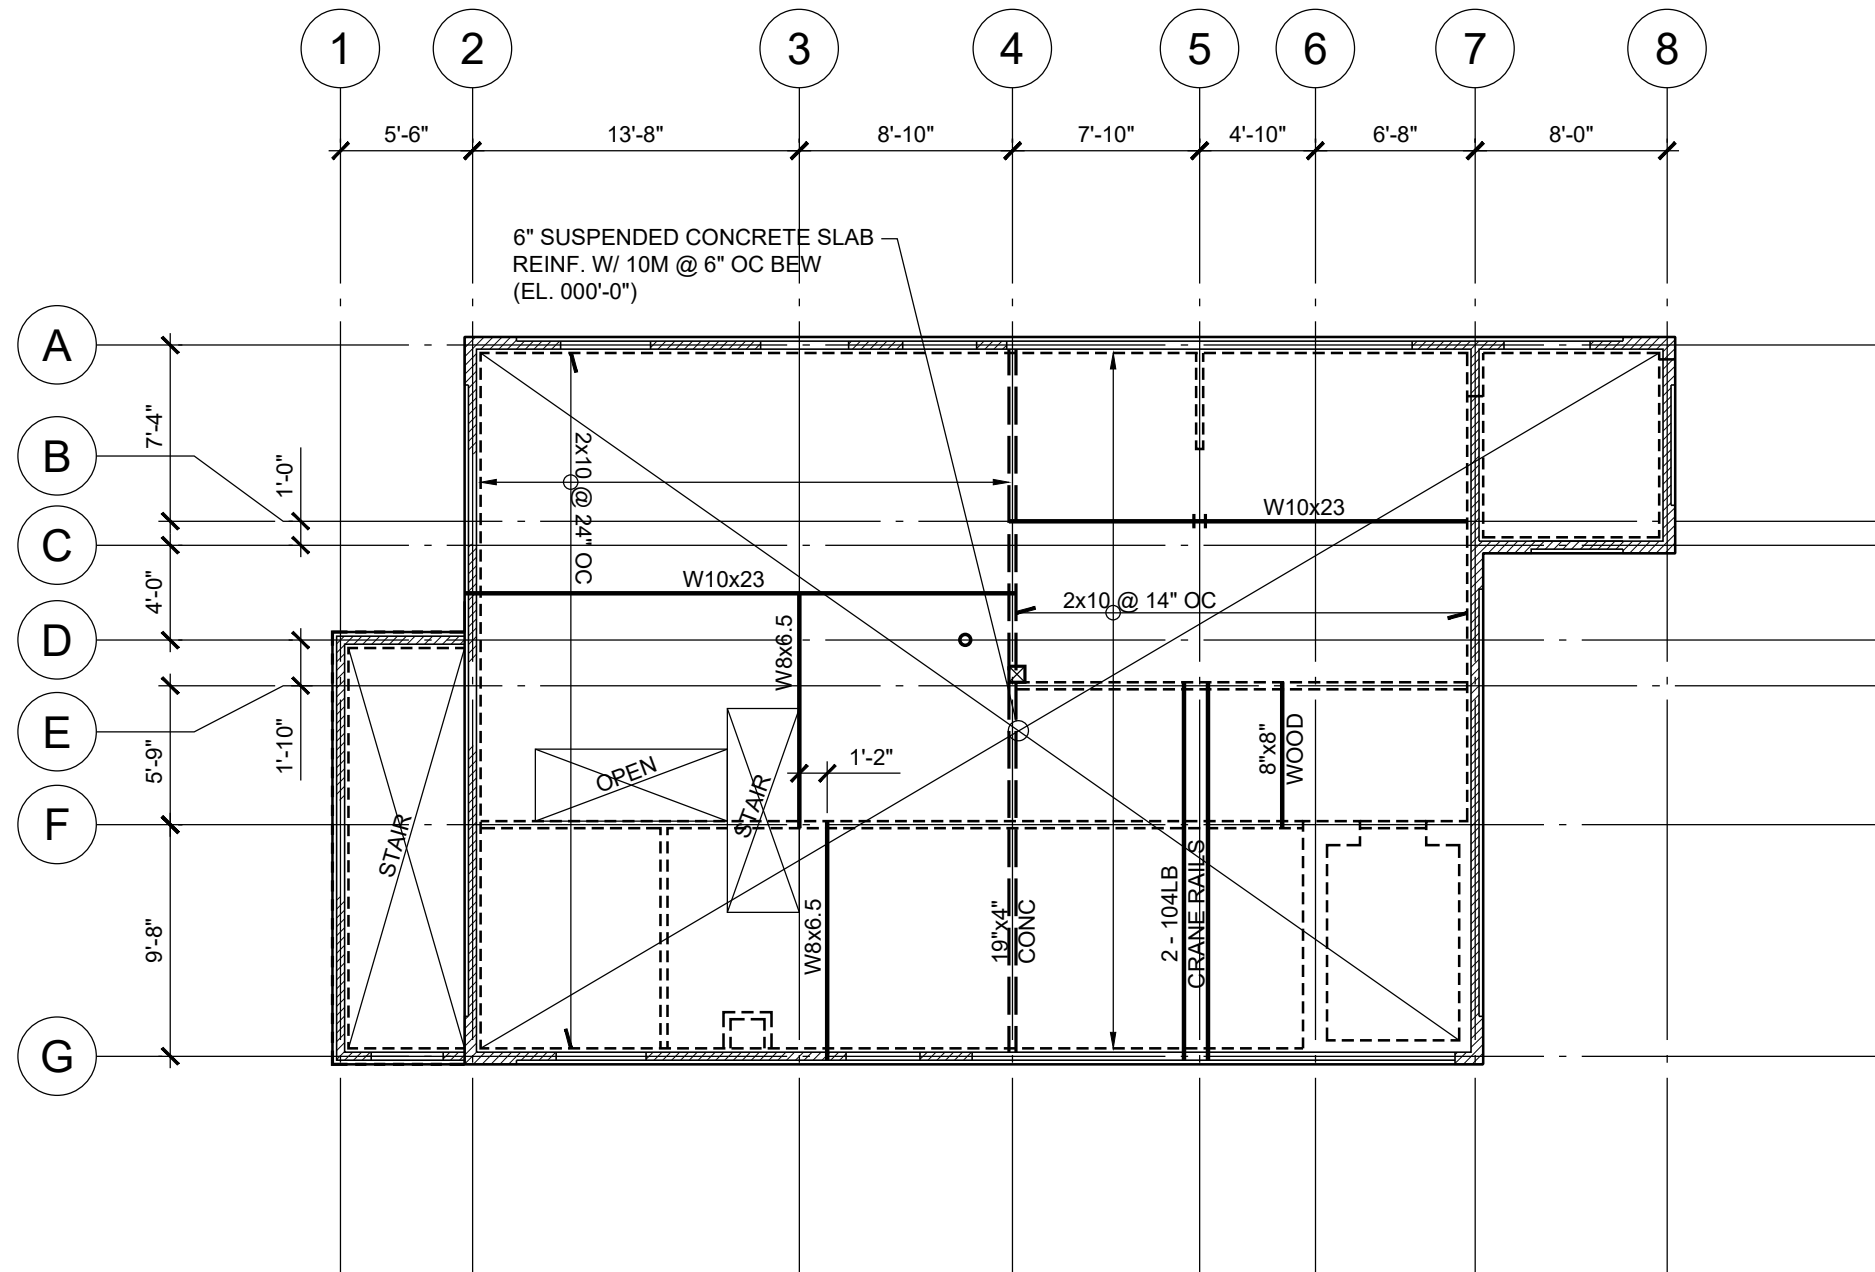 1
2
3
4
5
6
7
8
5'-6"
13'-8"
8'-10"
7'-10"
4'-10"
6'-8"
8'-0"
6" SUSPENDED CONCRETE SLAB
REINF. W/ 10M @ 6" OC BEW
(EL. 000'-0")
A
B
C
D
E
F
G
7'-4"
1'-0"
4'-0"
5'-9"
1'-10"
9'-8"
2x10 @ 24" OC
W10x23
W10x23
2x10 @ 14" OC
W8x6.5
OPEN
STAIR
1'-2"
8"x8"
WOOD
STAIR
W8x6.5
19"x4"
CONC
2 - 104LB
CRANE RAILS